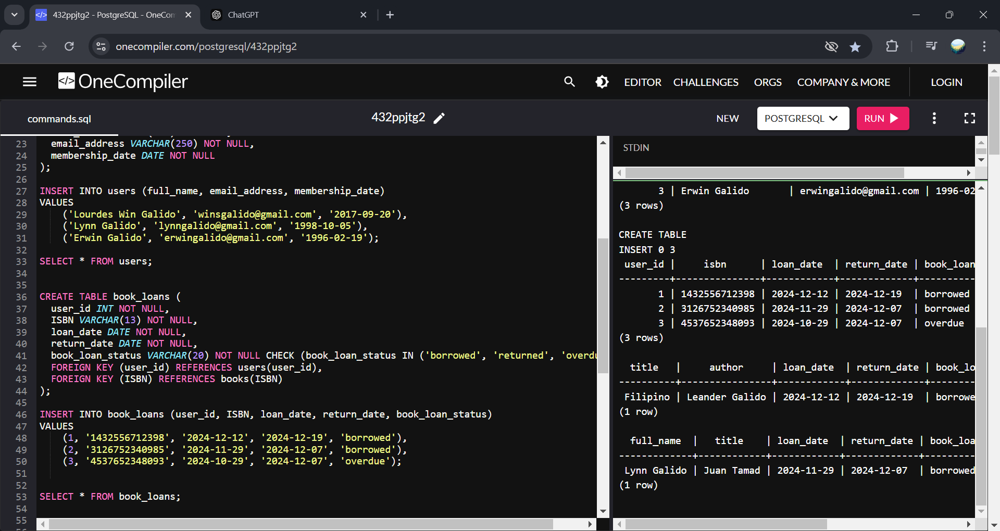 432ppjtg2 - PostgreSQL - OneCom
ChatGPT
onecompiler.com/postgresql/432ppjtg2
</> OneCompiler
EDITOR CHALLENGES ORGS COMPANY & MORE LOGIN
commands.sql
432ppjtg2
NEW
POSTGRESQL
RUN
23 email_address VARCHAR(250) NOT NULL,
24 membership_date DATE NOT NULL
25 );
26
27 INSERT INTO users (full_name, email_address, membership_date)
28 VALUES
29 ('Lourdes Win Galido', 'winsgalido@gmail.com', '2017-09-20'),
30 ('Lynn Galido', 'lynngalido@gmail.com', '1998-10-05'),
31 ('Erwin Galido', 'erwingalido@gmail.com', '1996-02-19');
32
33 SELECT * FROM users;
34
35
36 CREATE TABLE book_loans (
37 user_id INT NOT NULL,
38 ISBN VARCHAR(13) NOT NULL,
39 loan_date DATE NOT NULL,
40 return_date DATE NOT NULL,
41 book_loan_status VARCHAR(20) NOT NULL CHECK (book_loan_status IN ('borrowed', 'returned', 'overdu
42 FOREIGN KEY (user_id) REFERENCES users(user_id),
43 FOREIGN KEY (ISBN) REFERENCES books(ISBN)
44 );
45
46 INSERT INTO book_loans (user_id, ISBN, loan_date, return_date, book_loan_status)
47 VALUES
48 (1, '1432556712398', '2024-12-12', '2024-12-19', 'borrowed'),
49 (2, '3126752340985', '2024-11-29', '2024-12-07', 'borrowed'),
50 (3, '4537652348093', '2024-10-29', '2024-12-07', 'overdue');
51
52
53 SELECT * FROM book_loans;
54
55
STDIN
3 | Erwin Galido | erwingalido@gmail.com | 1996-02
(3 rows)
CREATE TABLE
INSERT 0 3
user_id | isbn | loan_date | return_date | book_loan
---------+---------------+------------+-------------+----------
1 | 1432556712398 | 2024-12-12 | 2024-12-19 | borrowed
2 | 3126752340985 | 2024-11-29 | 2024-12-07 | borrowed
3 | 4537652348093 | 2024-10-29 | 2024-12-07 | overdue
(3 rows)
title | author | loan_date | return_date | book_lo
----------+----------------+------------+-------------+--------
Filipino | Leander Galido | 2024-12-12 | 2024-12-19 | borrowe
(1 row)
full_name | title | loan_date | return_date | book_loa
-------------+------------+------------+-------------+---------
Lynn Galido | Juan Tamad | 2024-11-29 | 2024-12-07 | borrowed
(1 row)